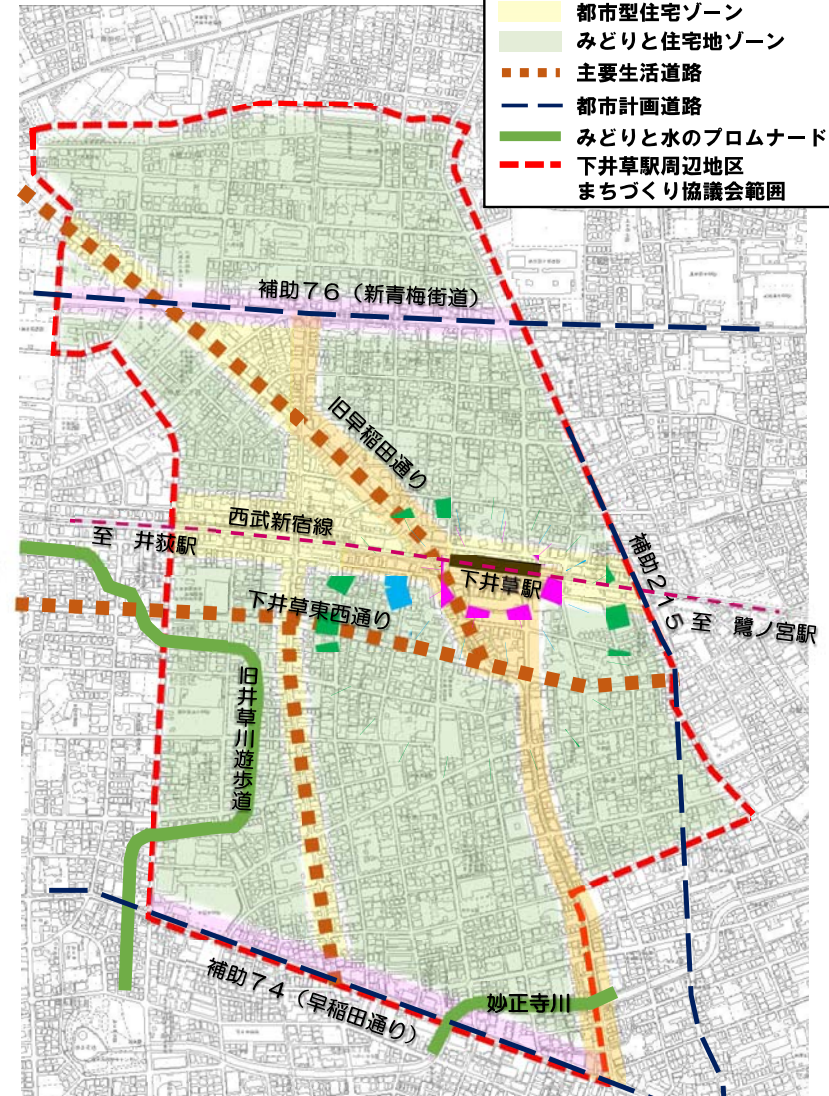 都市型住宅ゾーン
みどりと住宅地ゾーン
主要生活道路
都市計画道路
みどりと水のプロムナード
下井草駅周辺地区
まちづくり協議会範囲
補助76（新青梅街道）
旧早稲田通り
西武新宿線
至 井荻駅
下井草駅
補助215
至 鷺ノ宮駅
下井草東西通り
旧井草川遊歩道
補助74（早稲田通り）
妙正寺川